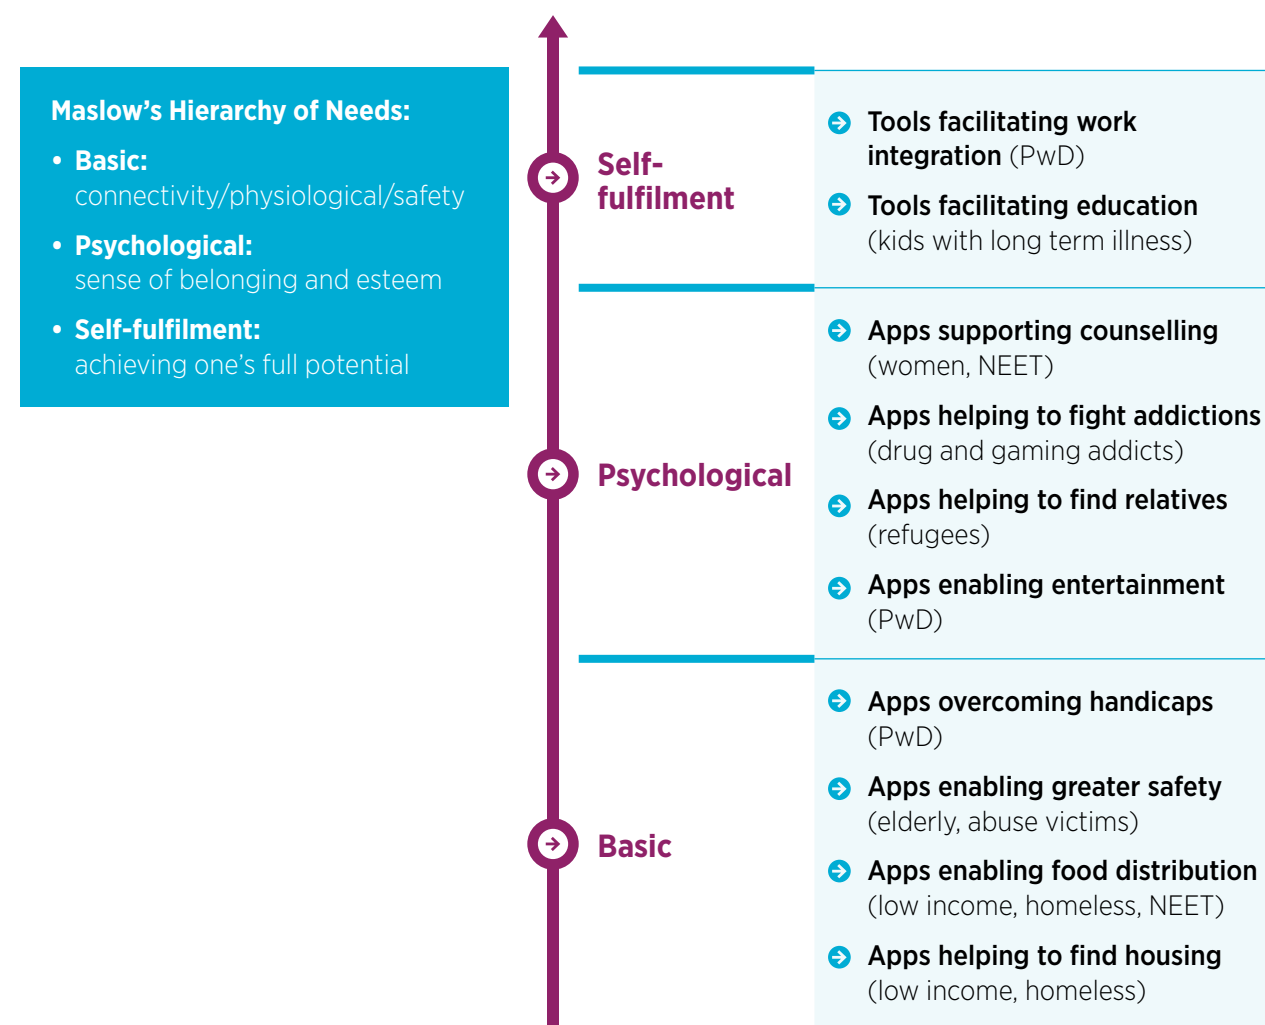 Maslow’s Hierarchy of Needs:
• Basic:
connectivity/physiological/safety
• Psychological:
sense of belonging and esteem
• Self-fulfilment:
achieving one’s full potential
Self-
fulfilment
Tools facilitating work
integration (PwD)
Tools facilitating education
(kids with long term illness)
Psychological
Apps supporting counselling
(women, NEET)
Apps helping to fight addictions
(drug and gaming addicts)
Apps helping to find relatives
(refugees)
Apps enabling entertainment
(PwD)
Basic
Apps overcoming handicaps
(PwD)
Apps enabling greater safety
(elderly, abuse victims)
Apps enabling food distribution
(low income, homeless, NEET)
Apps helping to find housing
(low income, homeless)